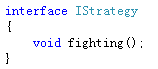 interface IStrategy
{
    void fighting();
}